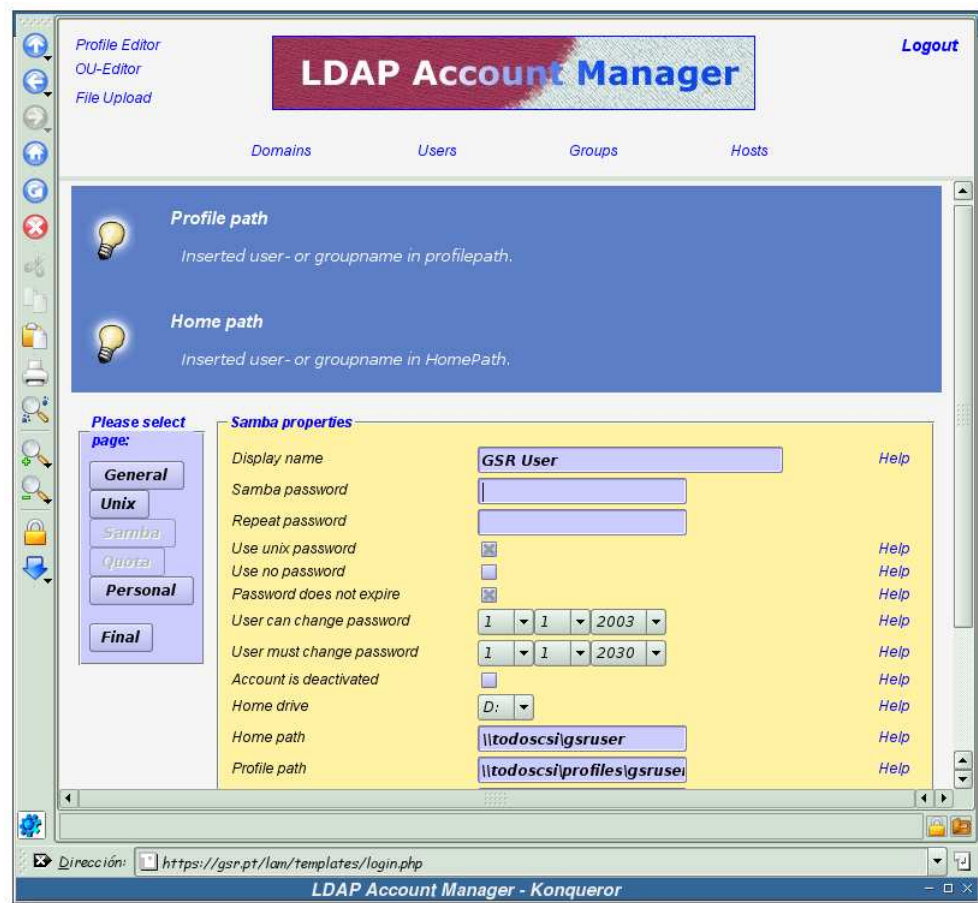 Profile Editor
OU-Editor
File Upload
LDAP Account Manager
Logout
Domains Users Groups Hosts
Profile path
Inserted user- or groupname in profilepath.
Home path
Inserted user- or groupname in HomePath.
Please select
page:
General
Unix
Samba
Quota
Personal
Final
Samba properties
Display name GSR User Help
Samba password
Repeat password
Use unix password Help
Use no password Help
Password does not expire Help
User can change password 1 1 2003 Help
User must change password 1 1 2030 Help
Account is deactivated Help
Home drive D: Help
Home path \\todoscsi\gsruser Help
Profile path \\todoscsi\profiles\gsruser Help
Dirección: https://gsr.pt/lam/templates/login.php
LDAP Account Manager - Konqueror